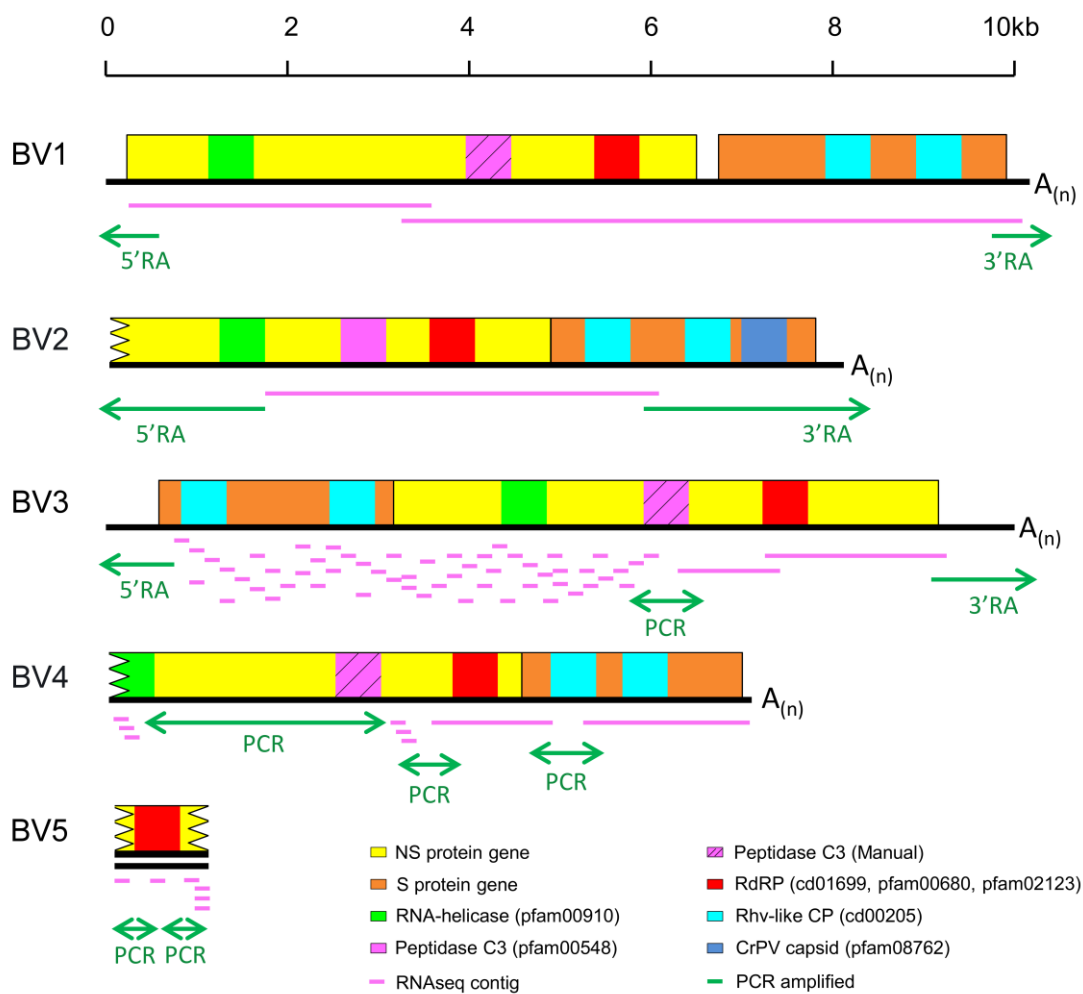 0 2 4 6 8 10kb
BV1
A(n)
5’RA 3’RA
BV2
A(n)
5’RA 3’RA
BV3
A(n)
5’RA PCR 3’RA
BV4
A(n)
PCR
PCR PCR
BV5
PCR PCR
NS protein gene
S protein gene
RNA-helicase (pfam00910)
Peptidase C3 (pfam00548)
RNAseq contig
Peptidase C3 (Manual)
RdRP (cd01699, pfam00680, pfam02123)
Rhv-like CP (cd00205)
CrPV capsid (pfam08762)
PCR amplified